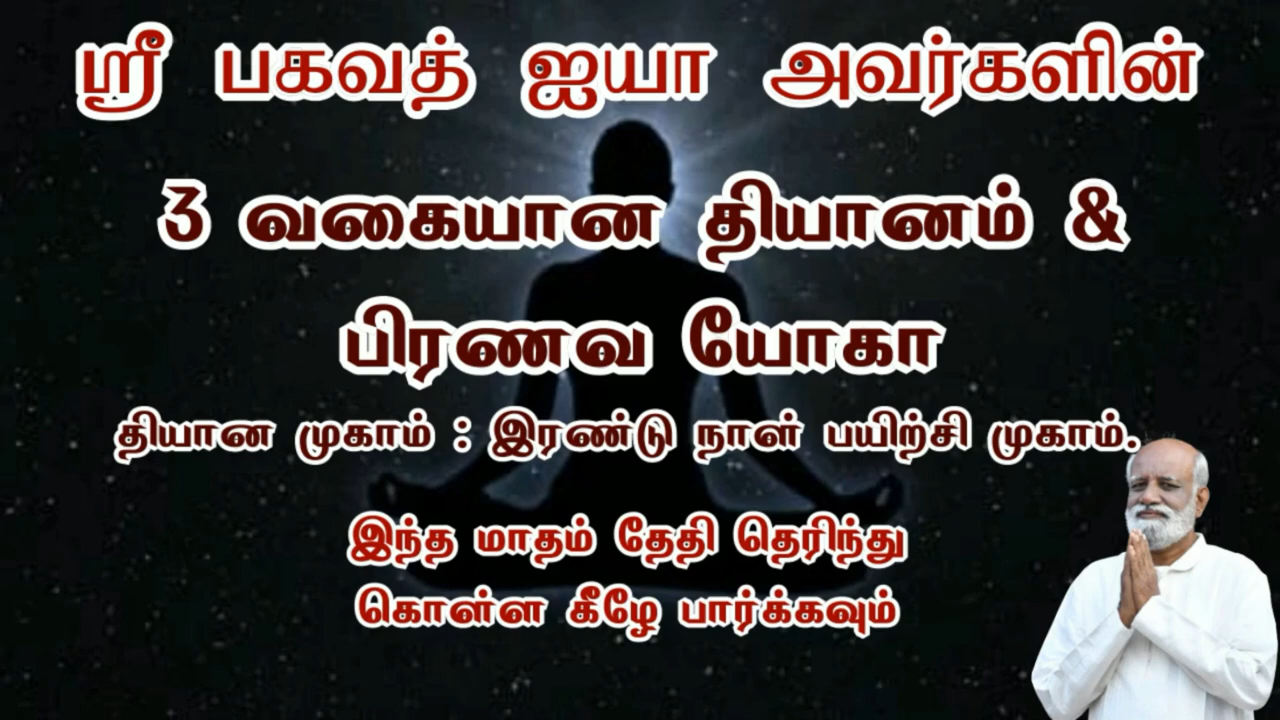 ஸ்ரீ பகவத் ஐயா அவர்களின்
3 வகையான தியானம் &
பிரணவ யோகா
தியான முகாம் : இரண்டு நாள் பயிற்சி முகாம்.
இந்த மாதம் தேதி தெரிந்து
கொள்ள கீழே பார்க்கவும்